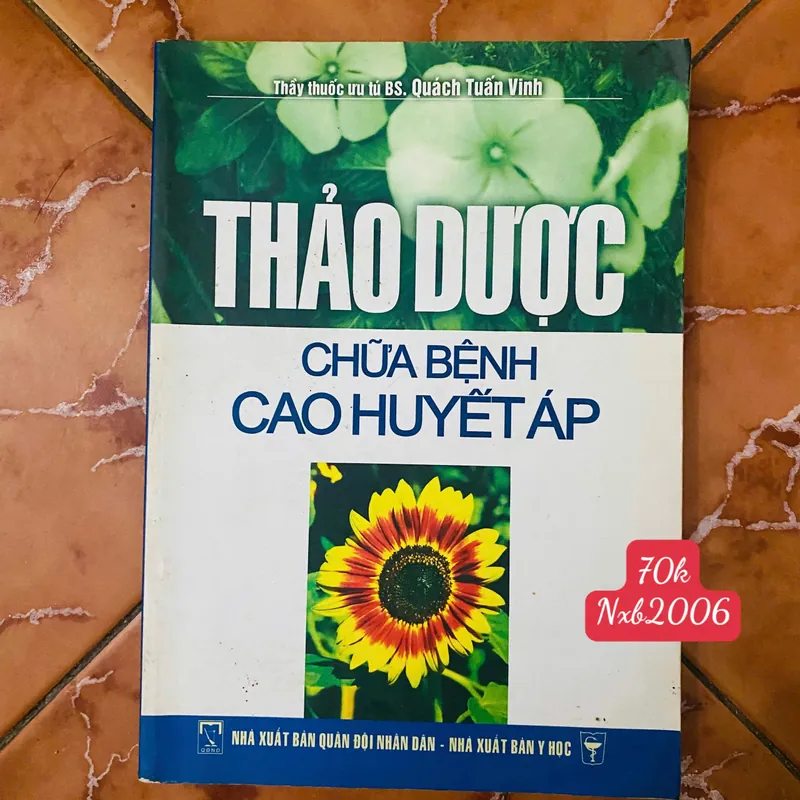 Thầy thuốc ưu tú BS. Quách Tuấn Vinh
THẢO DƯỢC
CHỮA BỆNH
CAO HUYẾT ÁP
70k
Nxb2006
QĐND
NHÀ XUẤT BẢN QUÂN ĐỘI NHÂN DÂN - NHÀ XUẤT BẢN Y HỌC